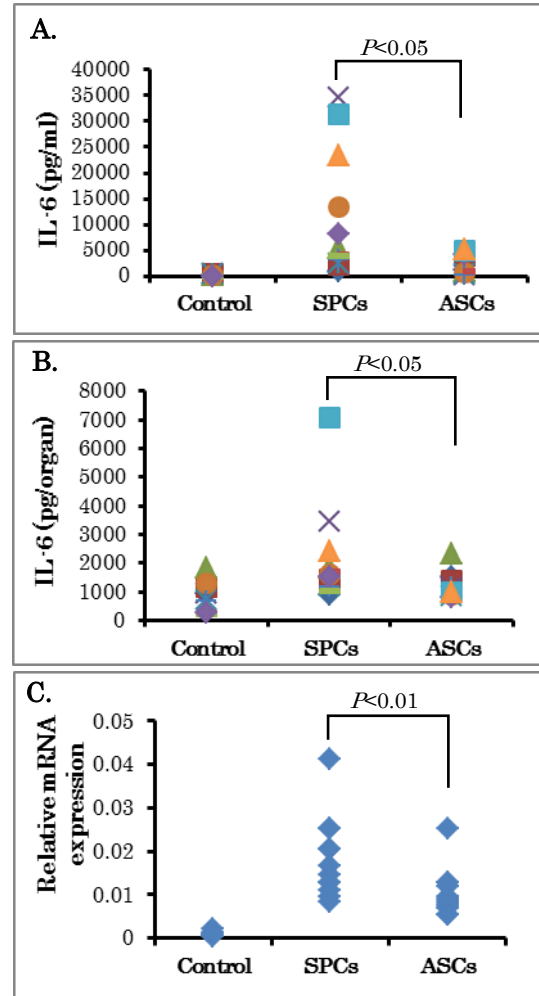 A.
P<0.05
40000
35000
30000
25000
20000
15000
10000
5000
0
IL-6 (pg/ml)
Control SPCs ASCs
B.
P<0.05
8000
7000
6000
5000
4000
3000
2000
1000
0
IL-6 (pg/organ)
Control SPCs ASCs
C.
P<0.01
0.05
0.04
0.03
0.02
0.01
0
Relative mRNA
expression
Control SPCs ASCs